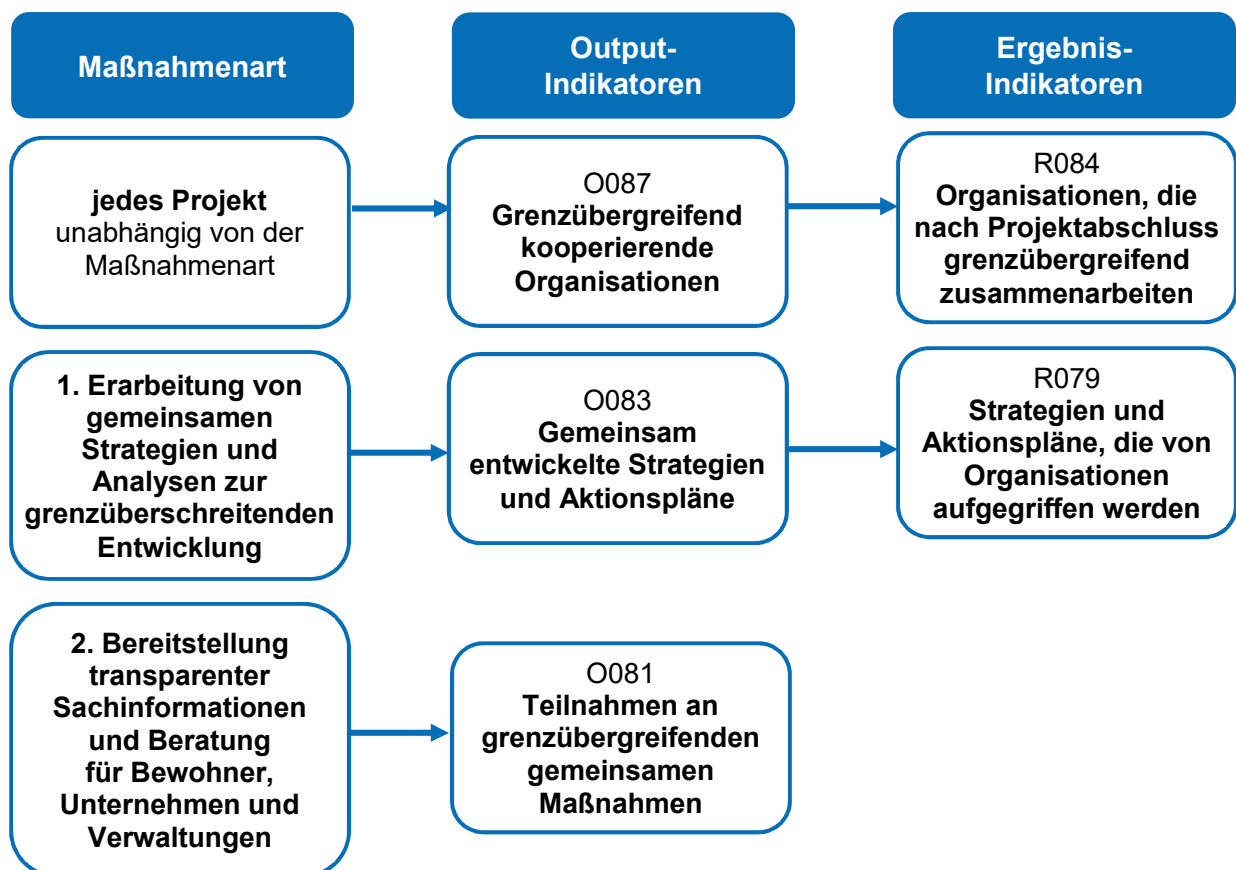 Maßnahmenart
Output-
Indikatoren
Ergebnis-
Indikatoren
jedes Projekt
unabhängig von der
Maßnahmenart
O087
Grenzübergreifend
kooperierende
Organisationen
R084
Organisationen, die
nach Projektabschluss
grenzübergreifend
zusammenarbeiten
1. Erarbeitung von
gemeinsamen
Strategien und
Analysen zur
grenzüberschreitenden
Entwicklung
O083
Gemeinsam
entwickelte Strategien
und Aktionspläne
R079
Strategien und
Aktionspläne, die von
Organisationen
aufgegriffen werden
2. Bereitstellung
transparenter
Sachinformationen
und Beratung
für Bewohner,
Unternehmen und
Verwaltungen
O081
Teilnahmen an
grenzübergreifenden
gemeinsamen
Maßnahmen